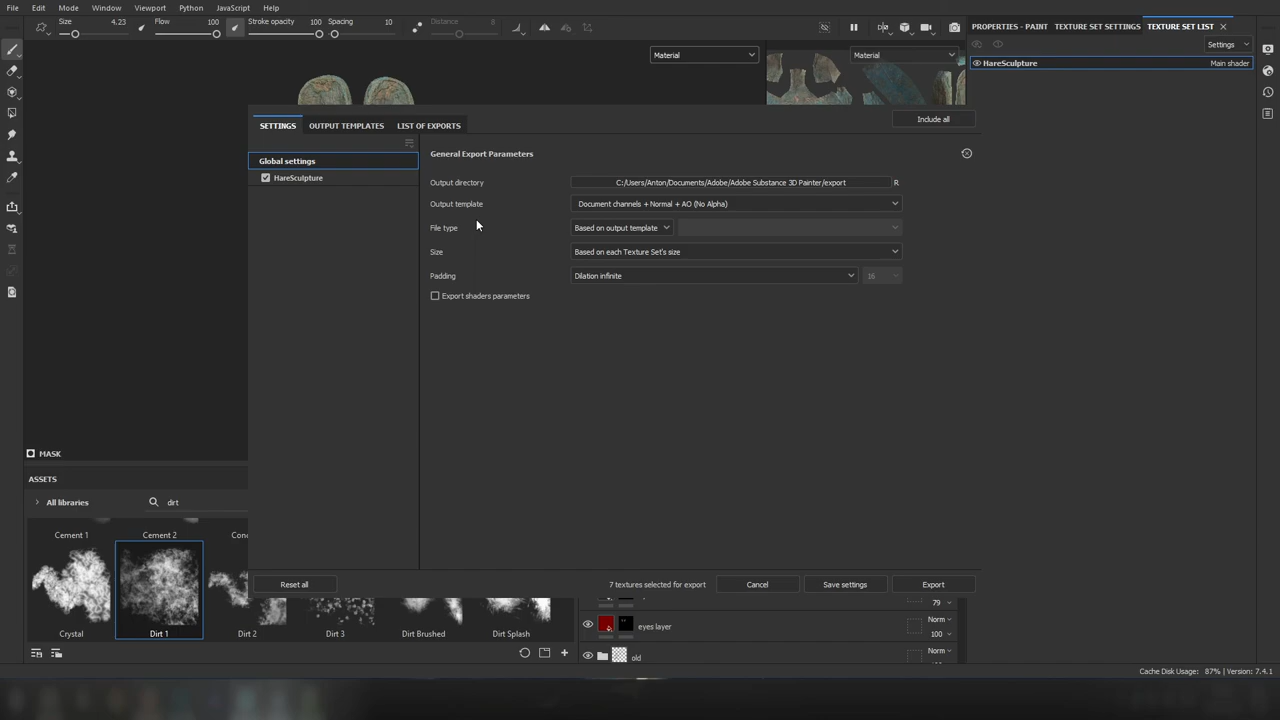 File Edit Mode Window Viewport Python JavaScript Help
Size 4.23 Flow 100 Stroke opacity 100 Spacing 10 Distance 8
PROPERTIES - PAINT TEXTURE SET SETTINGS TEXTURE SET LIST
Settings
Material Material
HareSculpture Main shader
SETTINGS OUTPUT TEMPLATES LIST OF EXPORTS Include all
Global settings
HareSculpture
General Export Parameters
Output directory C:/Users/Anton/Documents/Adobe/Adobe Substance 3D Painter/export R
Output template Document channels + Normal + AO (No Alpha)
File type Based on output template
Size Based on each Texture Set's size
Padding Dilation infinite 16
Export shaders parameters
MASK
ASSETS
All libraries dirt
Cement 1 Cement 2
Reset all 7 textures selected for export Cancel Save settings Export
79
Norm
eyes layer
100
Crystal Dirt 1 Dirt 2 Dirt 3 Dirt Brushed Dirt Splash
Norm
old
Cache Disk Usage: 87% | Version: 7.4.1